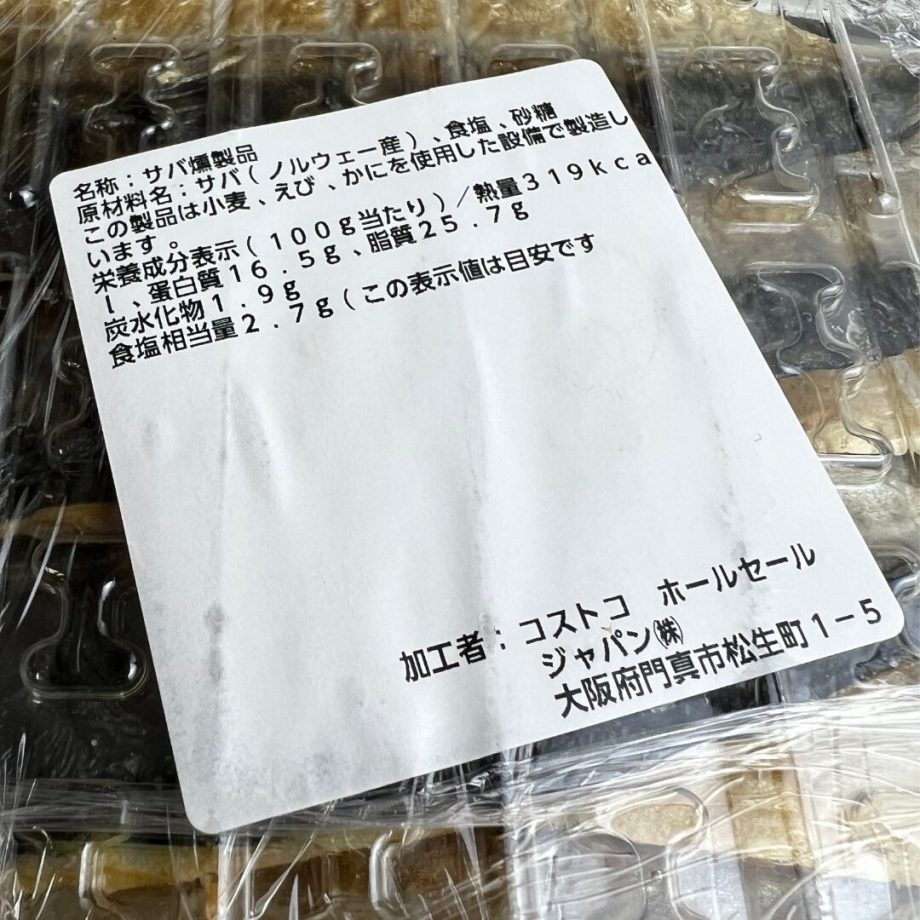 名称：サバ燻製品
原材料名：サバ(ノルウェー産)、食塩、砂糖
この製品は小麦、えび、かにを使用した設備で製造し
います。
栄養成分表示(100g当たり)／熱量319kca
l、蛋白質16.5g、脂質25.7g
炭水化物1.9g
食塩相当量2.7g(この表示値は目安です
加工者：コストコ ホールセール
ジャパン㈱
大阪府門真市松生町1－5